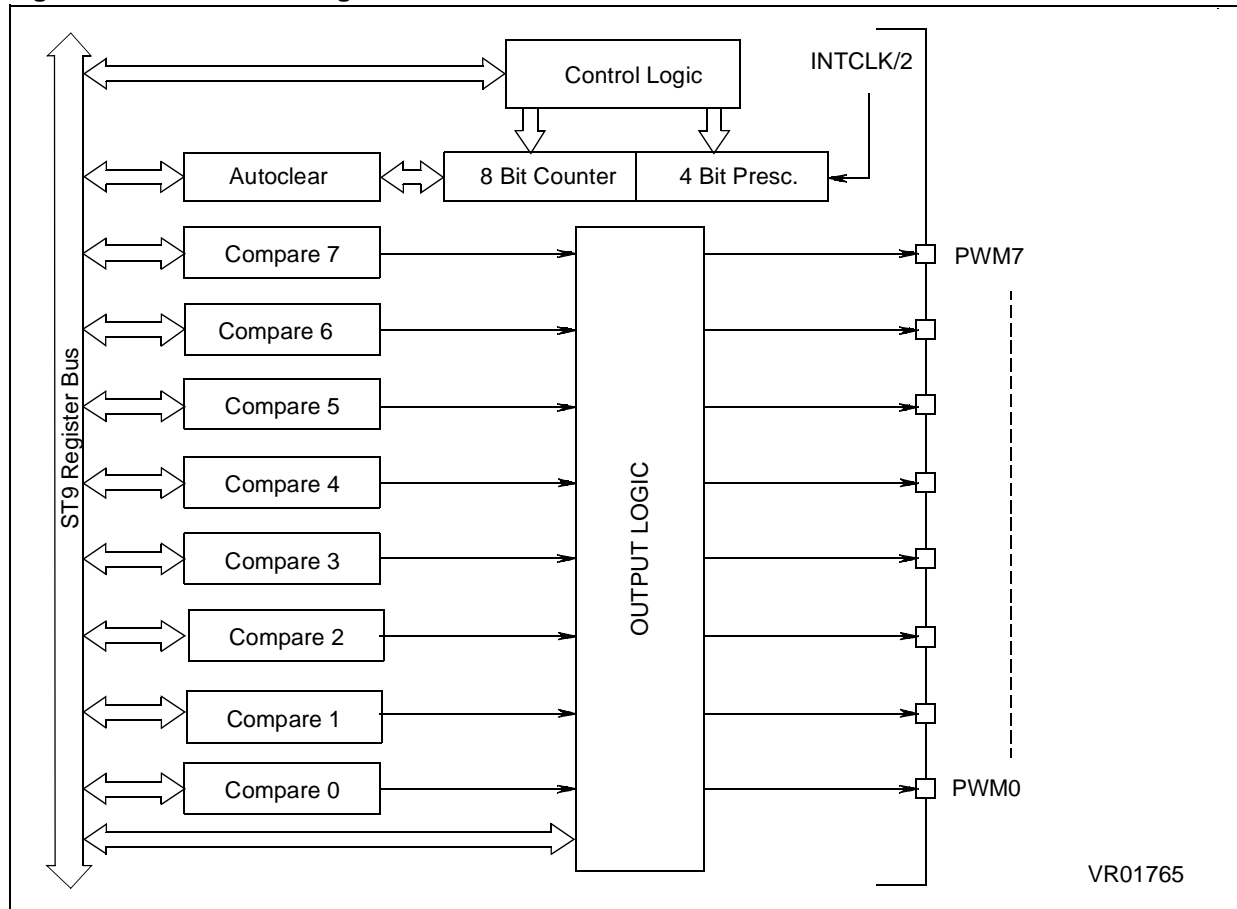 Control Logic
INTCLK/2
Autoclear
8 Bit Counter
4 Bit Presc.
Compare 7
PWM7
Compare 6
Compare 5
Compare 4
Compare 3
Compare 2
Compare 1
Compare 0
PWM0
ST9 Register Bus
OUTPUT LOGIC
VR01765